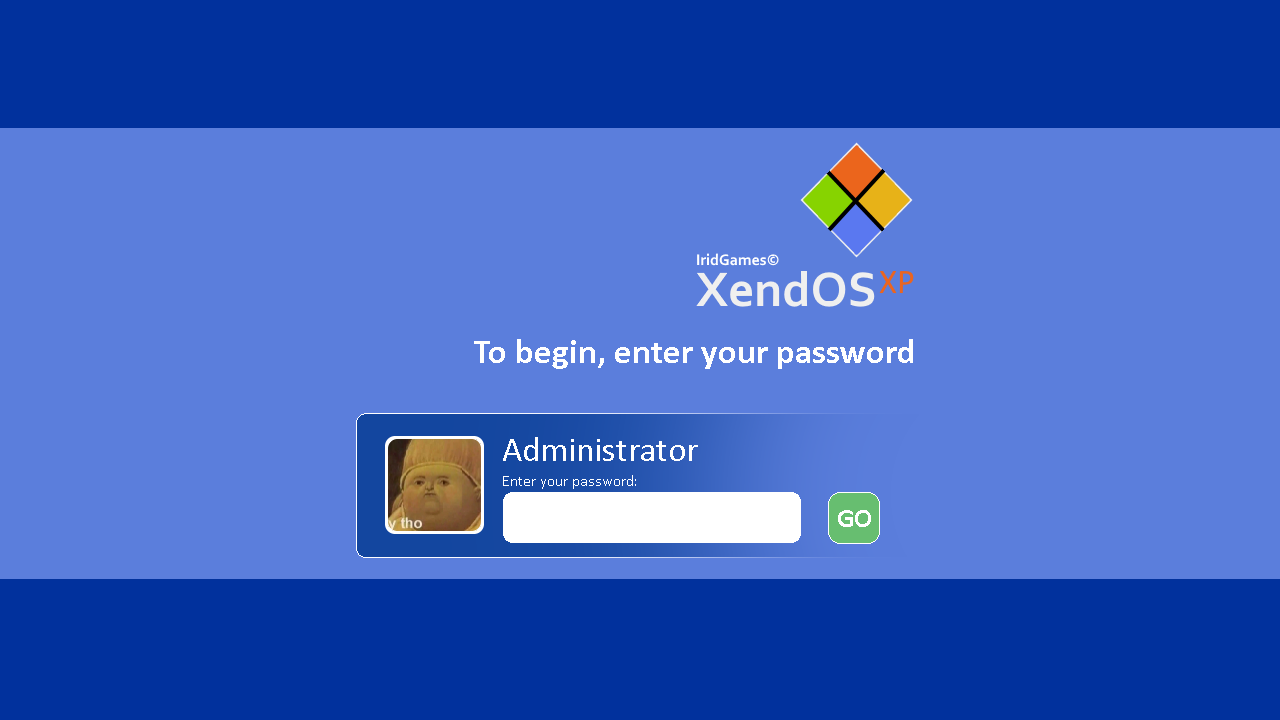 IridGames©
XendOS XP
To begin, enter your password
Administrator
Enter your password:
GO
y tho